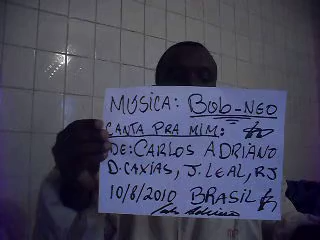 MÚSICA: BOB-NEO
CANTA PRA MIM:
DE: CARLOS ADRIANO
D. CAXIAS, J. LEAL, RJ
10/8/2010 BRASIL